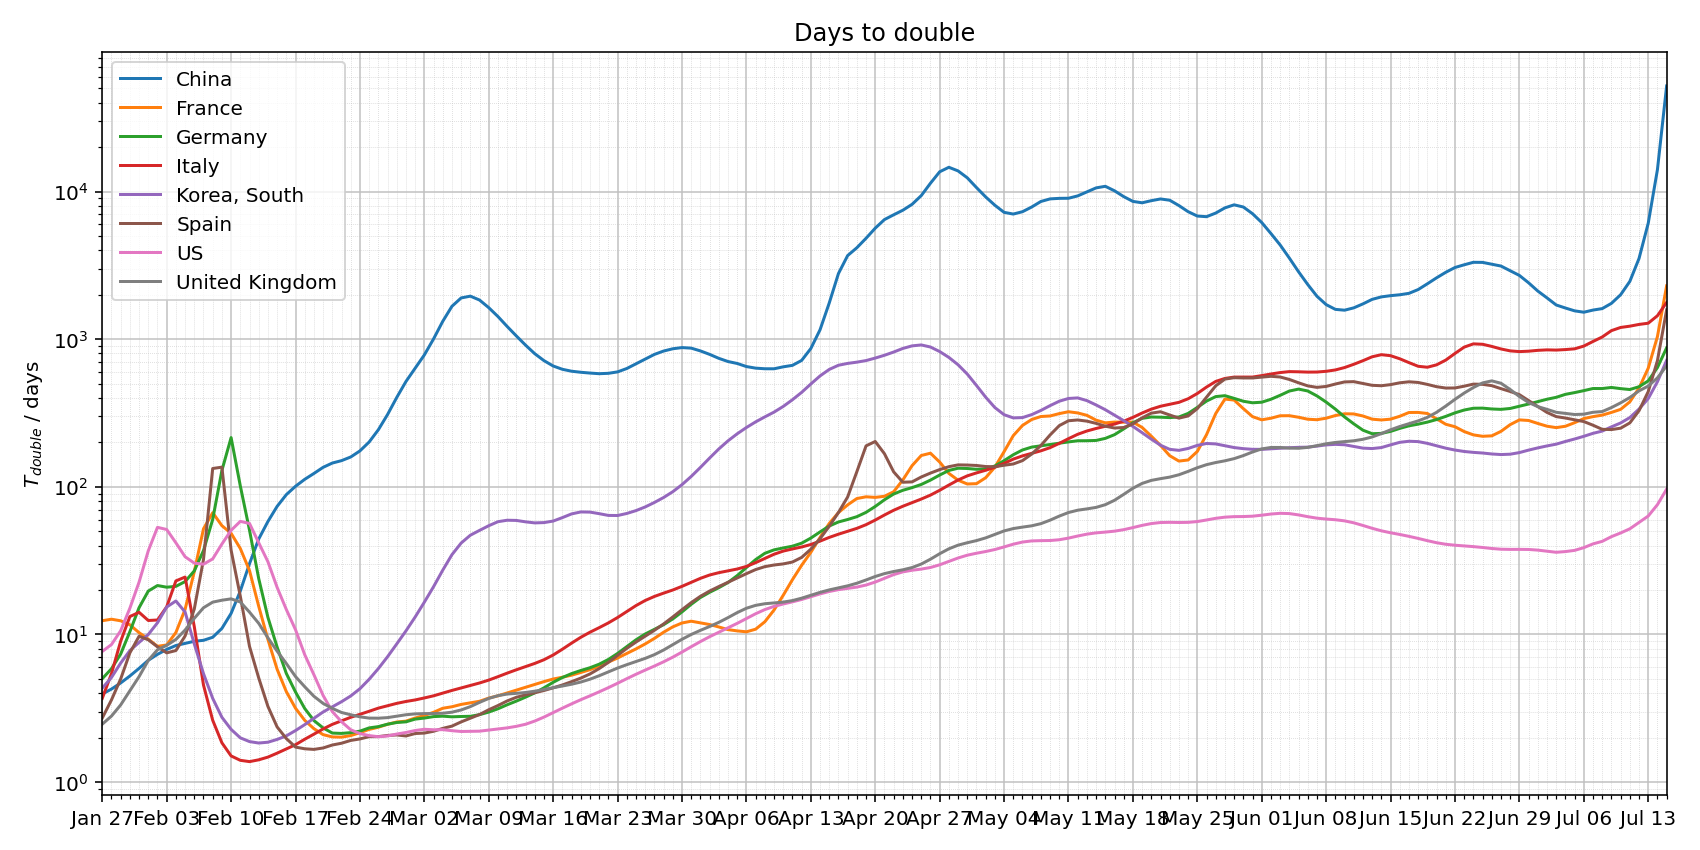 Days to double
China
France
Germany
Italy
Korea, South
Spain
US
United Kingdom
T_double / days
10^4
10^3
10^2
10^1
10^0
Jan 27 Feb 03 Feb 10 Feb 17 Feb 24 Mar 02 Mar 09 Mar 16 Mar 23 Mar 30 Apr 06 Apr 13 Apr 20 Apr 27 May 04 May 11 May 18 May 25 Jun 01 Jun 08 Jun 15 Jun 22 Jun 29 Jul 06 Jul 13